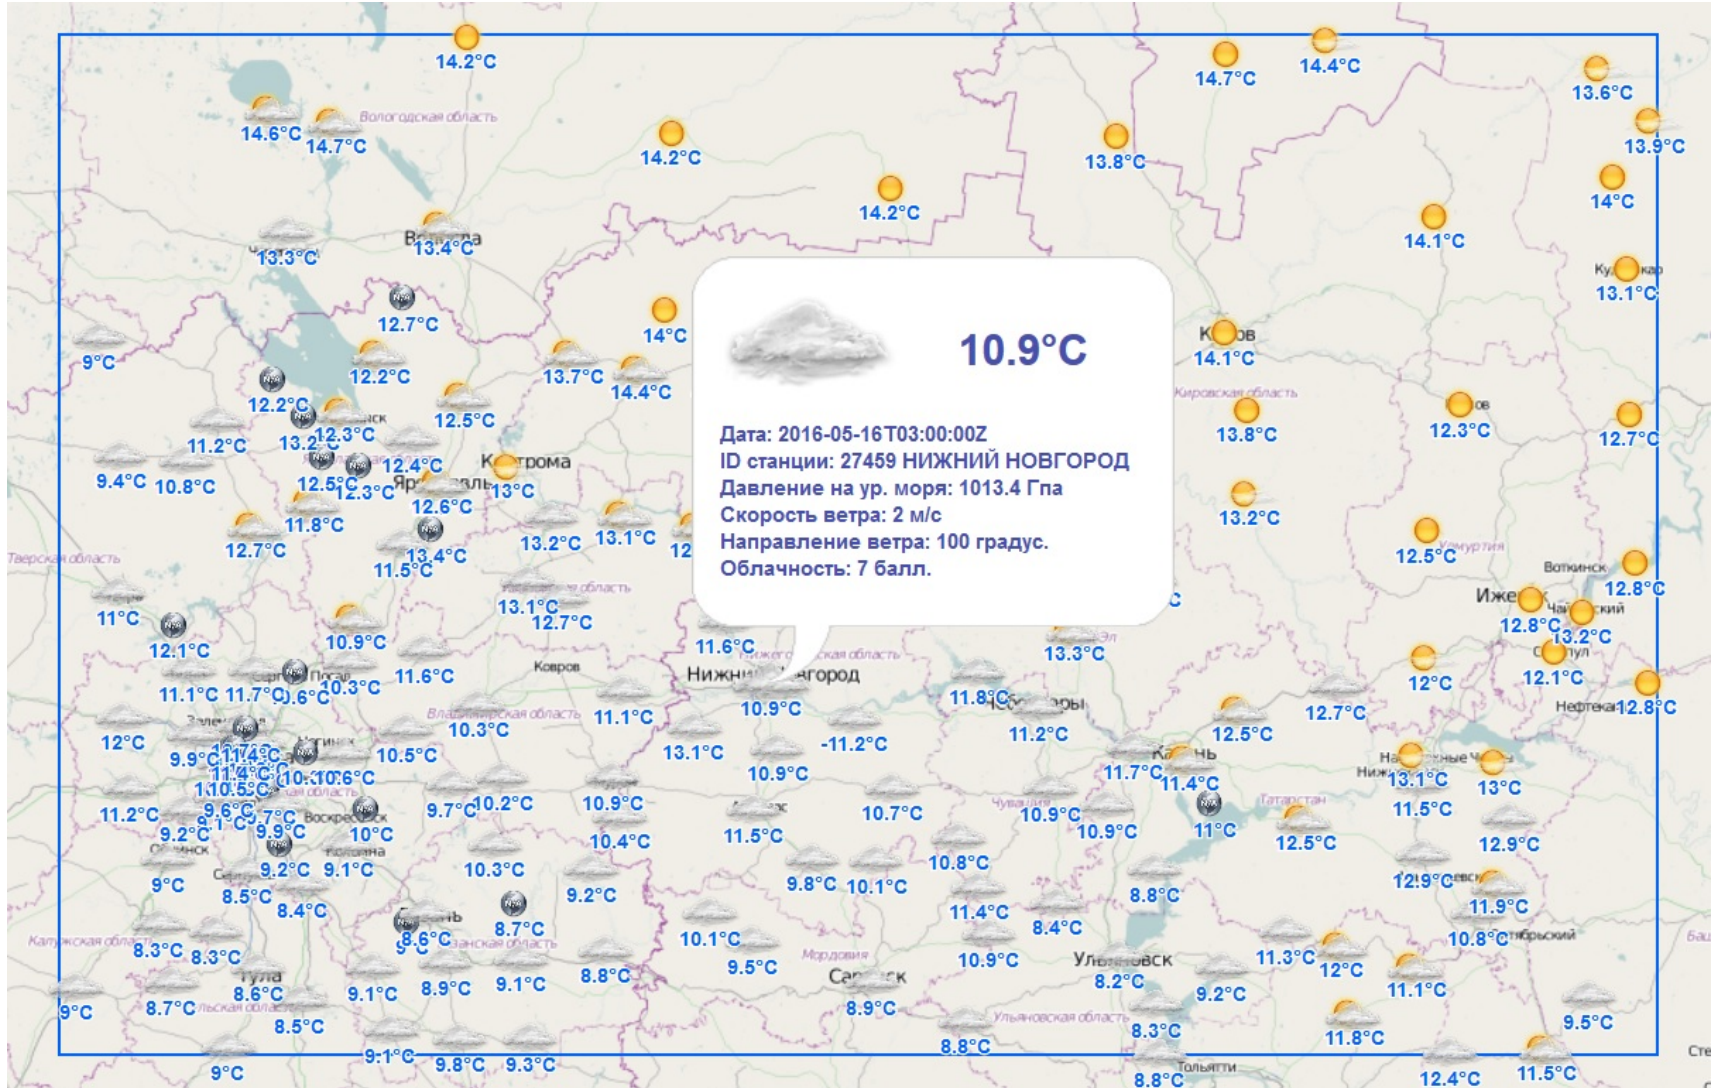 14.2°C
14.7°C
14.4°C
13.6°C
14.6°C
14.7°C
Вологодская область
14.2°C
13.8°C
13.9°C
14.2°C
14°C
13.3°C
13.4°C
14.1°C
13.1°C
12.7°C
14°C
9°C
12.2°C
13.7°C
14.4°C
10.9°C
14.1°C
12.2°C
12.3°C
12.5°C
Кировская область
13.8°C
12.3°C
12.7°C
11.2°C
Дата: 2016-05-16T03:00:00Z
ID станции: 27459 НИЖНИЙ НОВГОРОД
Давление на ур. моря: 1013.4 Гпа
Скорость ветра: 2 м/с
Направление ветра: 100 градус.
Облачность: 7 балл.
9.4°C
10.8°C
12.4°C
Кострома
13°C
12.6°C
13.2°C
11.8°C
12.7°C
13.4°C
11.5°C
13.2°C
13.1°C
12.5°C
Удмуртия
Тверская область
Воткинск
12.8°C
Ижевск
12.8°C
13.2°C
13.1°C
12.7°C
11°C
12.1°C
10.9°C
11.6°C
13.3°C
12°C
12.1°C
Ковров
Нижегородская область
Нижний Новгород
11.1°C
11.7°C
10.3°C
11.6°C
11.1°C
10.9°C
11.8°C
12.7°C
12.8°C
12°C
Владимирская область
10.3°C
10.5°C
13.1°C
-11.2°C
11.2°C
12.5°C
10.9°C
11.7°C
Казань
11.4°C
13.1°C
13°C
11.5°C
11.2°C
9.7°C
10.2°C
10.9°C
10.7°C
Чувашия
10.9°C
10.9°C
11°C
Татарстан
12.5°C
12.9°C
9.2°C
9.9°C
10°C
10.4°C
11.5°C
9°C
9.2°C
9.1°C
10.3°C
9.2°C
9.8°C
10.1°C
10.8°C
12.9°C
8.5°C
8.4°C
8.7°C
11.4°C
8.8°C
11.9°C
8.3°C
8.3°C
8.6°C
10.1°C
8.4°C
10.8°C
Калужская область
9.5°C
Мордовия
10.9°C
Ульяновск
11.3°C
12°C
Тула
8.7°C
8.6°C
9.1°C
8.9°C
9.1°C
8.8°C
Саранск
8.9°C
8.2°C
9.2°C
11.1°C
9°C
8.5°C
Ульяновская область
8.3°C
11.8°C
9.5°C
9°C
9.1°C
9.8°C
9.3°C
8.8°C
8.8°C
Тольятти
12.4°C
11.5°C